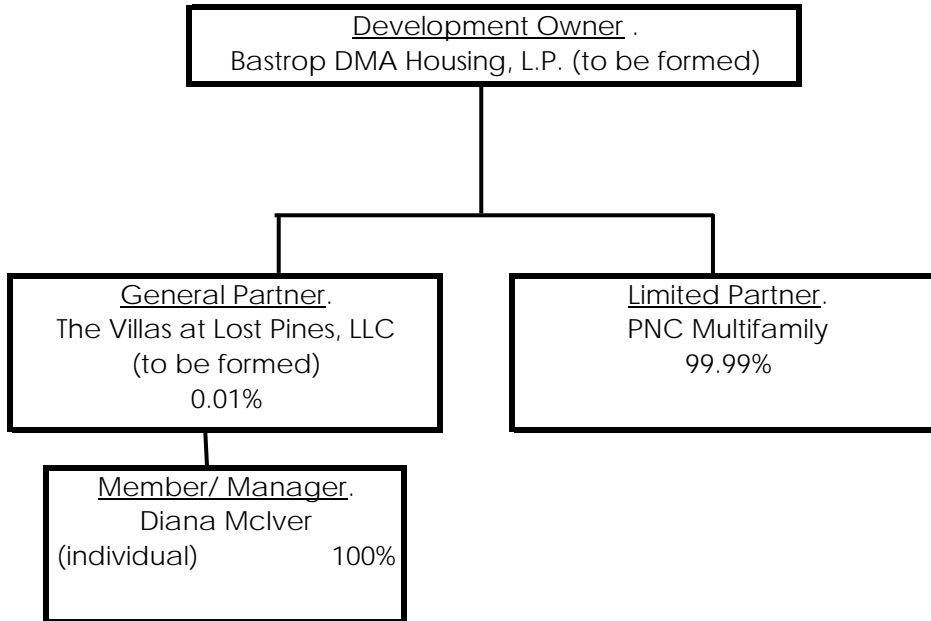 Development Owner .
Bastrop DMA Housing, L.P. (to be formed)
General Partner.
The Villas at Lost Pines, LLC
(to be formed)
0.01%
Limited Partner.
PNC Multifamily
99.99%
Member/ Manager.
Diana McIver
(individual) 100%